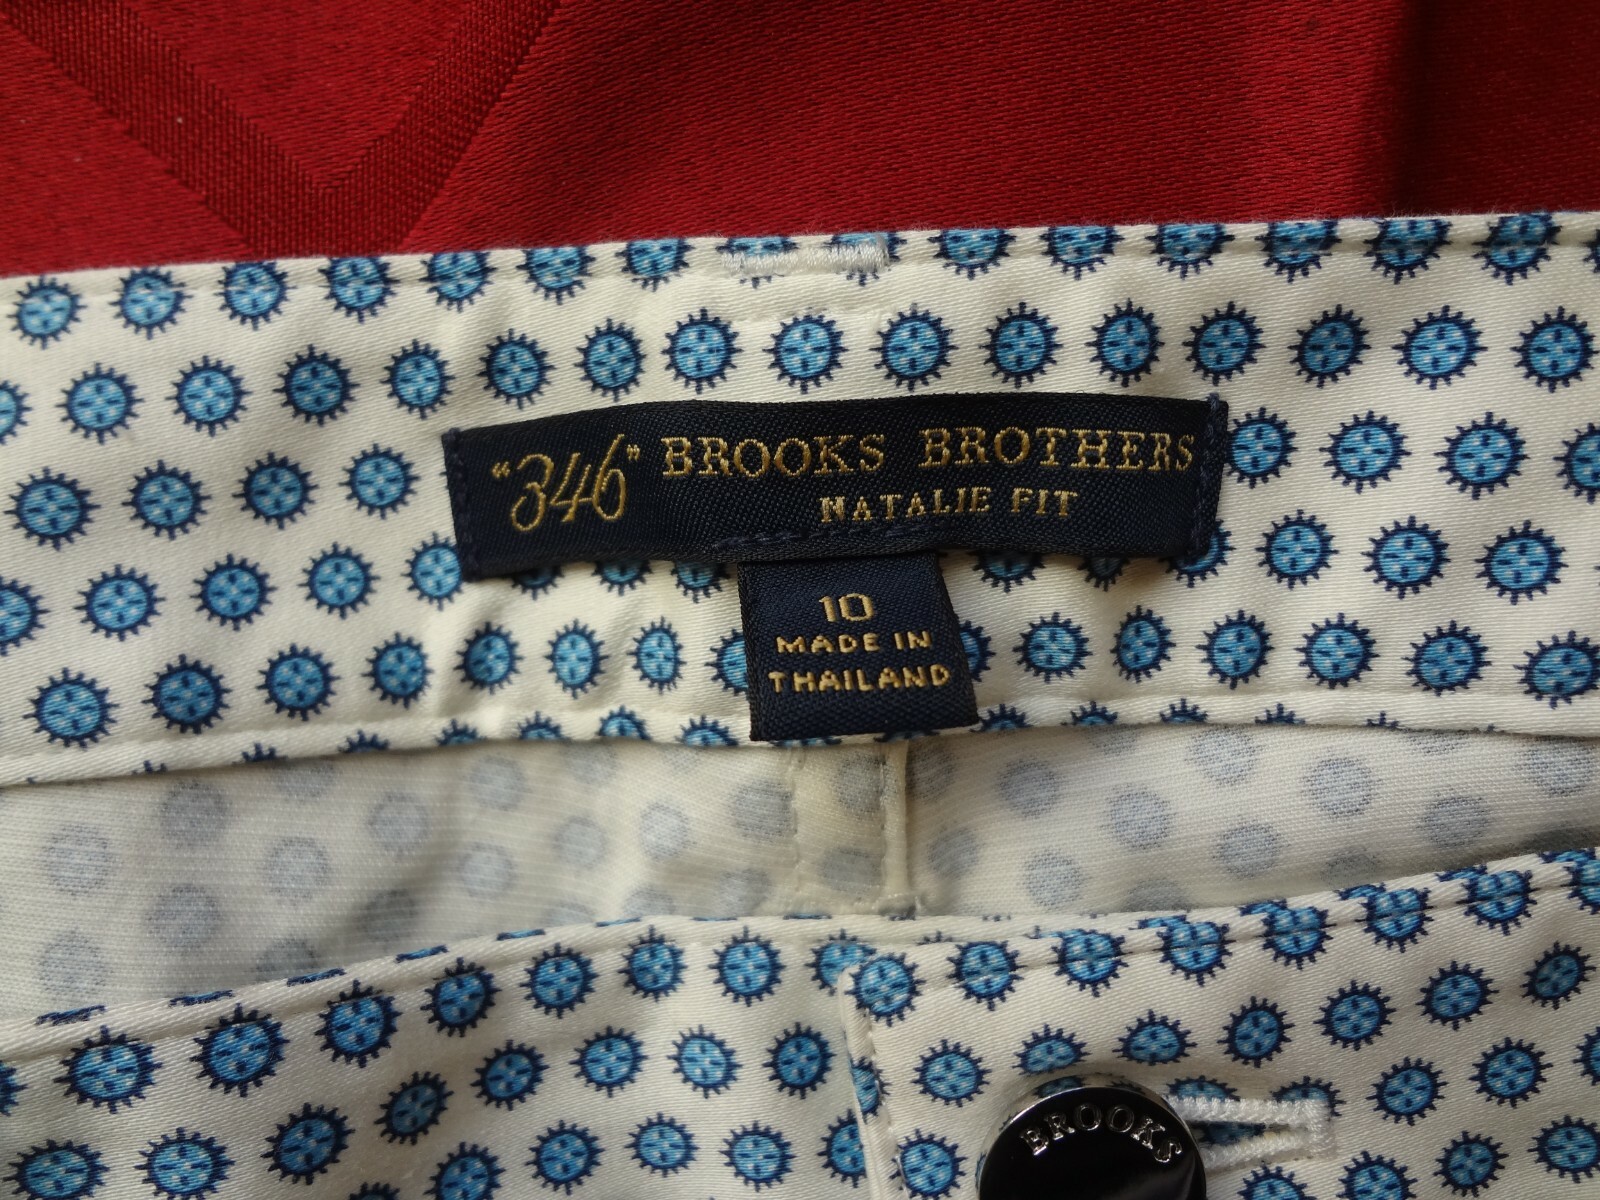 "346" BROOKS BROTHERS
NATALIE FIT
10
MADE IN
THAILAND
BROOKS